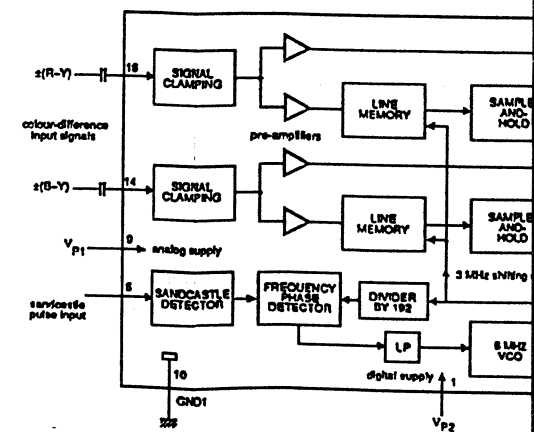 ±(R–Y)
16
SIGNAL
CLAMPING
colour-difference
input signals
pre-amplifiers
LINE
MEMORY
SAMPLE
AND-
HOLD
±(B–Y)
14
SIGNAL
CLAMPING
LINE
MEMORY
SAMPLE
AND-
HOLD
VP1
9
analog supply
3 MHz shifting
sandcastle
pulse input
5
SANDCASTLE
DETECTOR
FREQUENCY
PHASE
DETECTOR
DIVIDER
BY 192
LP
6 MHz
VCO
digital supply
1
10
GND1
VP2